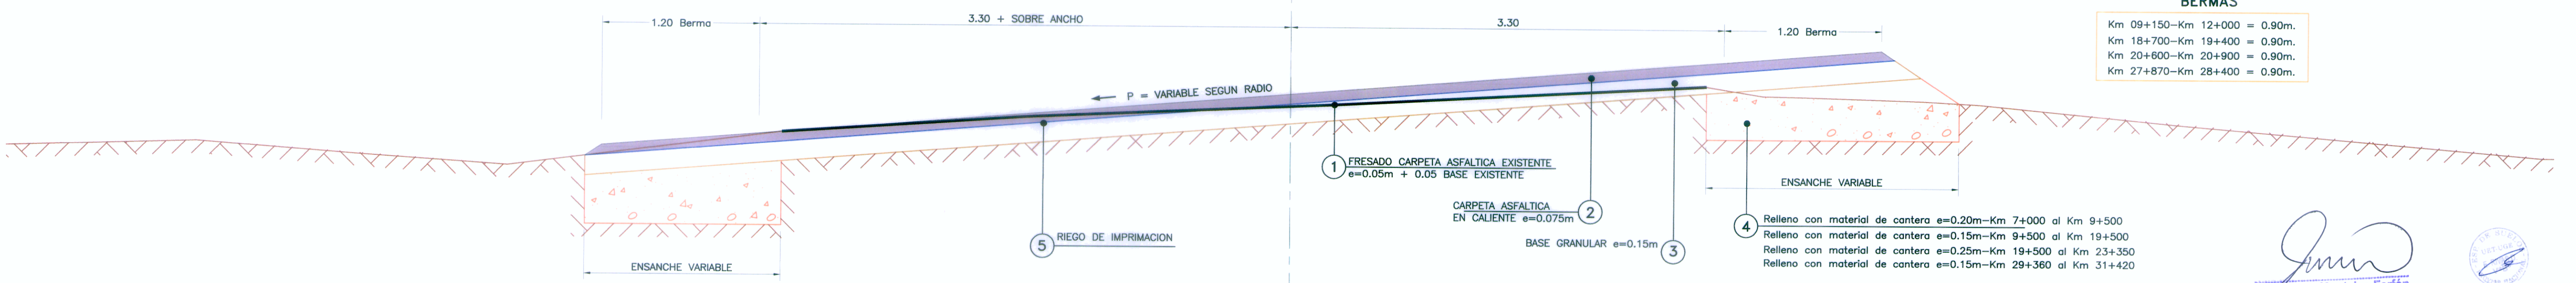 BERMAS
Km 09+150-Km 12+000 = 0.90m.
Km 18+700-Km 19+400 = 0.90m.
Km 20+600-Km 20+900 = 0.90m.
Km 27+870-Km 28+400 = 0.90m.
1.20 Berma
3.30 + SOBRE ANCHO
3.30
1.20 Berma
P = VARIABLE SEGUN RADIO
1 FRESADO CARPETA ASFALTICA EXISTENTE
e=0.05m + 0.05 BASE EXISTENTE
CARPETA ASFALTICA
EN CALIENTE e=0.075m 2
BASE GRANULAR e=0.15m 3
ENSANCHE VARIABLE
4 Relleno con material de cantera e=0.20m-Km 7+000 al Km 9+500
Relleno con material de cantera e=0.15m-Km 9+500 al Km 19+500
Relleno con material de cantera e=0.25m-Km 19+500 al Km 23+350
Relleno con material de cantera e=0.15m-Km 29+360 al Km 31+420
5 RIEGO DE IMPRIMACION
ENSANCHE VARIABLE